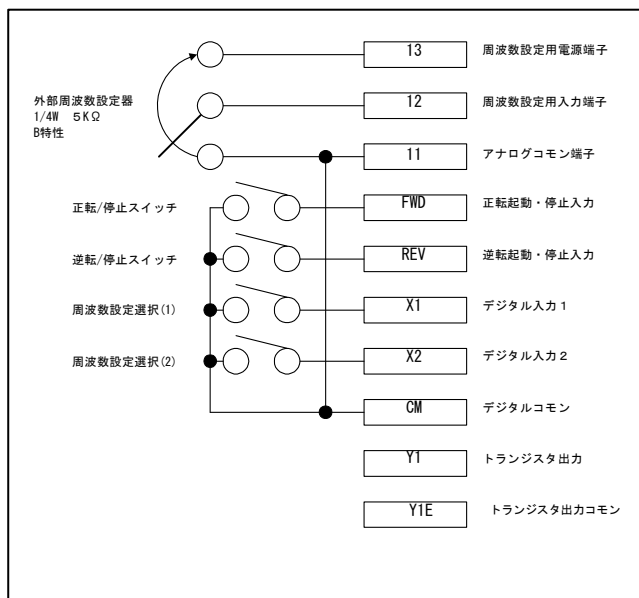 13 周波数設定用電源端子
外部周波数設定器
1/4W 5KΩ
B特性
12 周波数設定用入力端子
11 アナログコモン端子
正転/停止スイッチ FWD 正転起動・停止入力
逆転/停止スイッチ REV 逆転起動・停止入力
周波数設定選択(1) X1 デジタル入力1
周波数設定選択(2) X2 デジタル入力2
CM デジタルコモン
Y1 トランジスタ出力
Y1E トランジスタ出力コモン